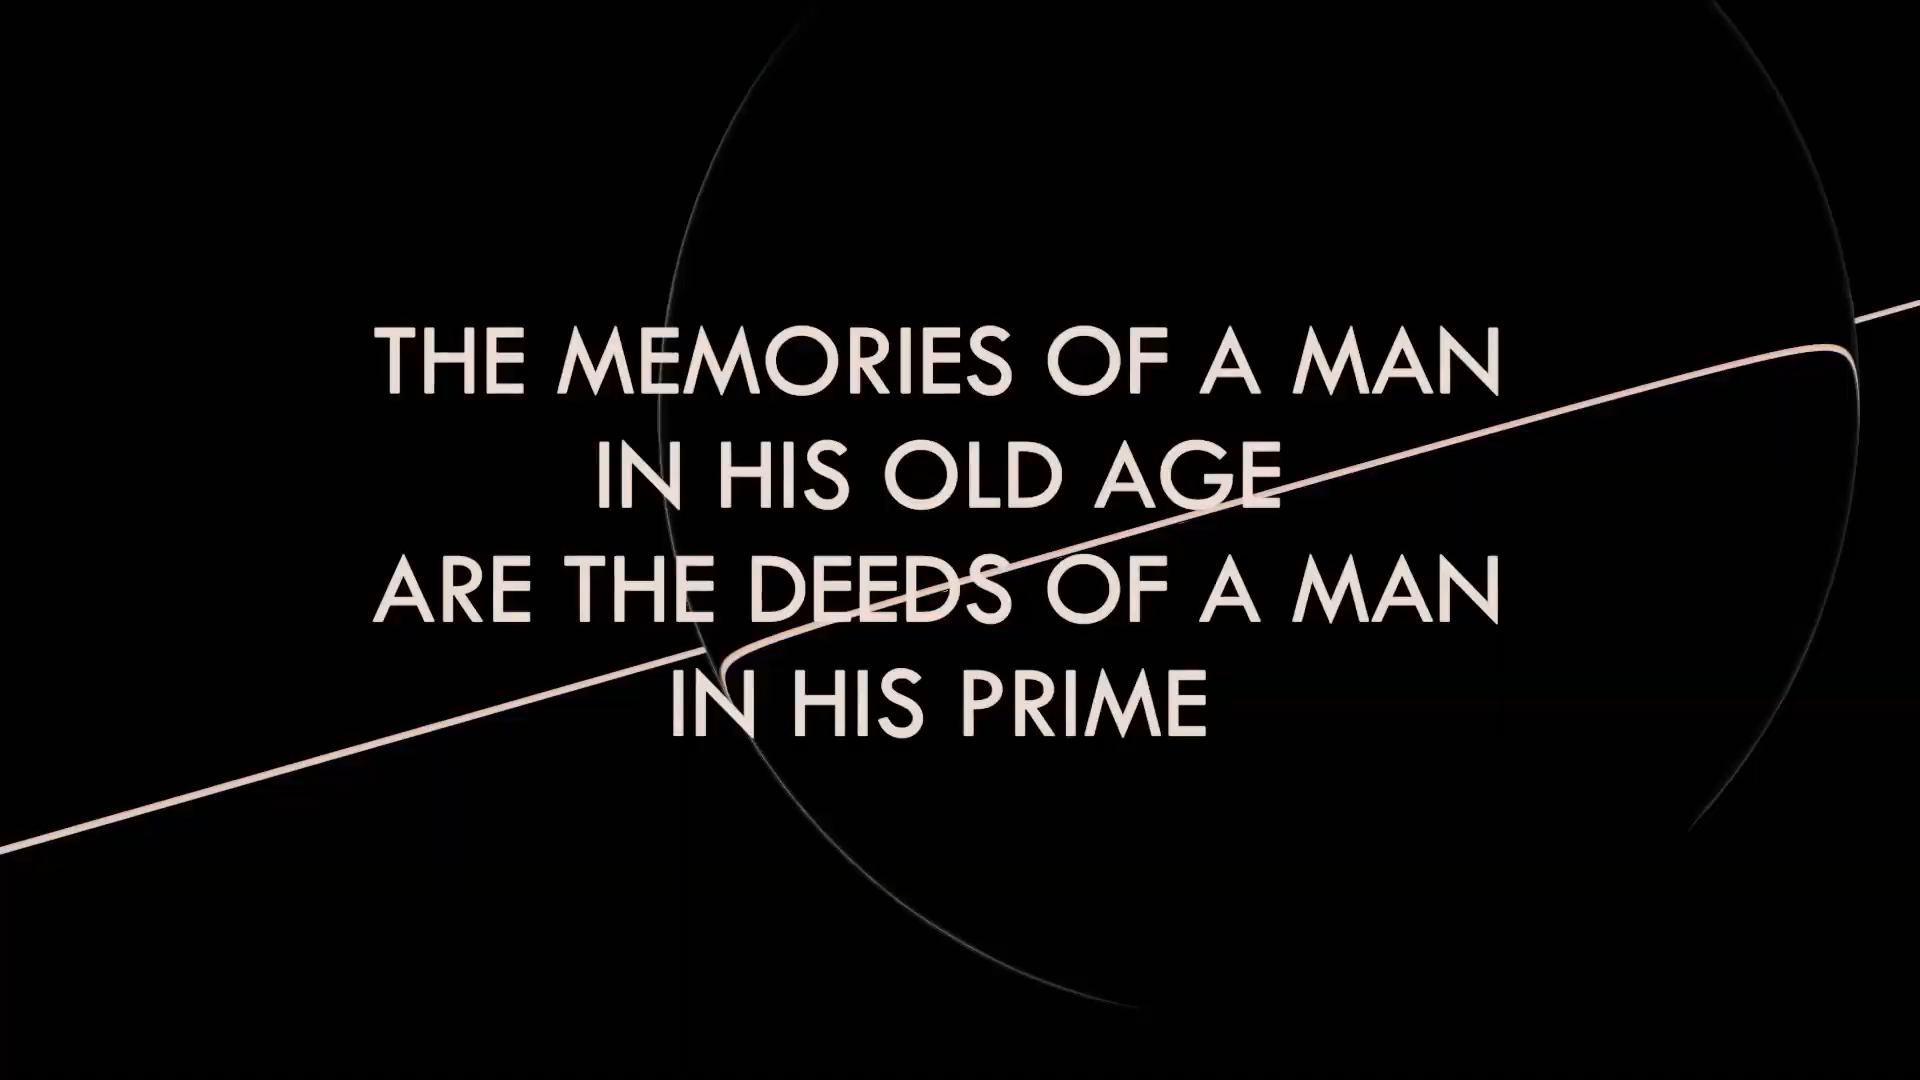 THE MEMORIES OF A MAN
IN HIS OLD AGE
ARE THE DEEDS OF A MAN
IN HIS PRIME